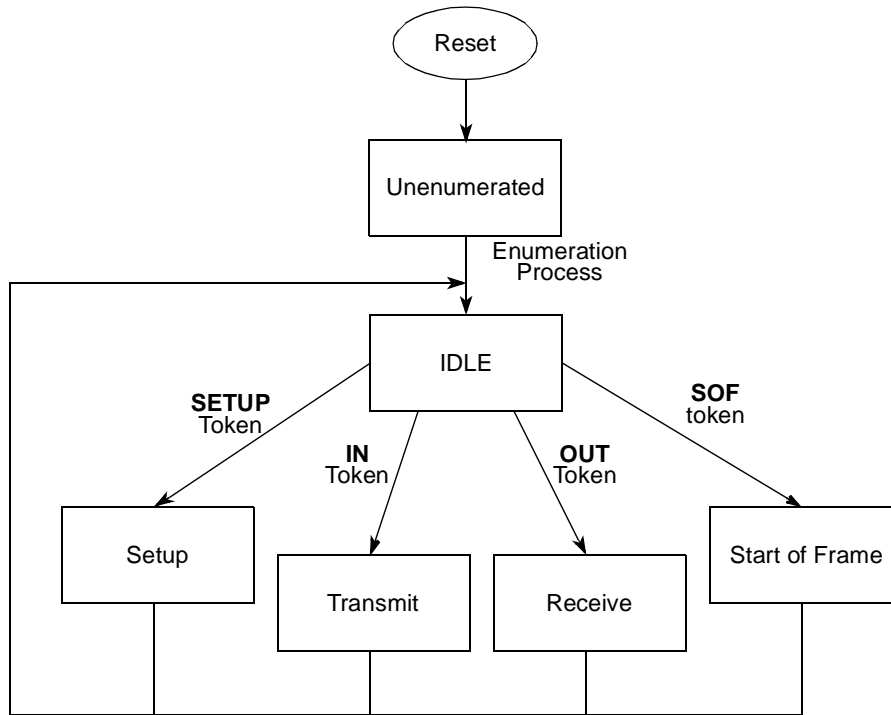 Reset
Unenumerated
Enumeration
Process
IDLE
SETUP
Token
IN
Token
OUT
Token
SOF
token
Setup
Transmit
Receive
Start of Frame